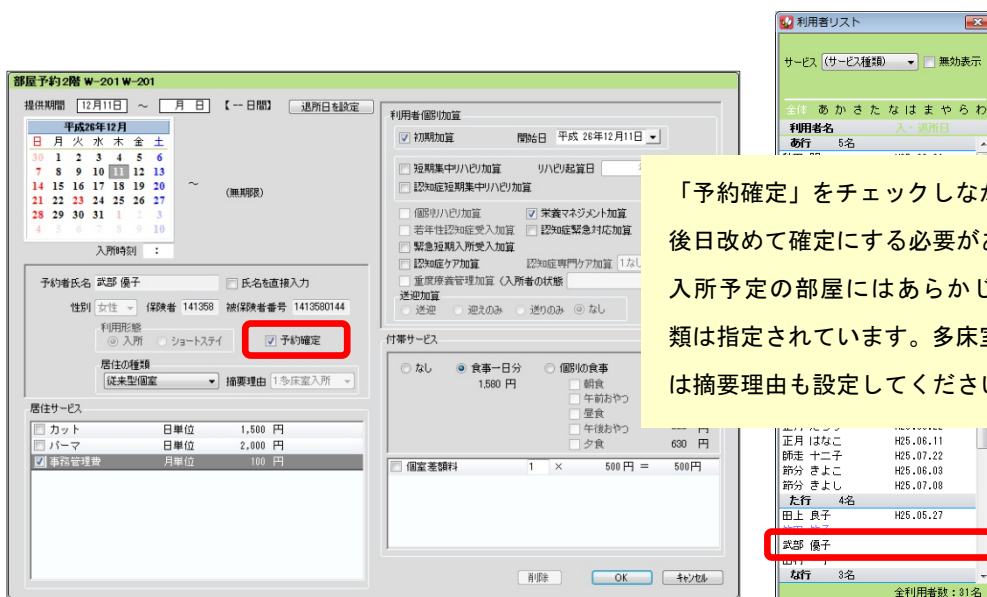 部屋予約2階 W-201 W-201
提供期間 12月11日 ～ 月 日 【 -- 日間】 退所日を設定
平成26年12月
日 月 火 水 木 金 土
30 1 2 3 4 5 6
7 8 9 10 11 12 13
14 15 16 17 18 19 20
21 22 23 24 25 26 27
28 29 30 31 1 2 3
4 5 6 7 8 9 10
～ (無期限)
入所時刻 :
予約者氏名 武部 優子 氏名を直接入力
性別 女性 保険者 141358 被保険者番号 1413580144
利用形態
入所 ショートステイ 予約確定
居住の種類
従来型個室 摘要理由 1多床室入所
居住サービス
カット 日単位 1,500 円
パーマ 日単位 2,000 円
事務管理費 月単位 100 円
利用者個別加算
初期加算 開始日 平成 26年12月11日
短期集中リハビリ加算 リハビリ起算日
認知症短期集中リハビリ加算
個別リハビリ加算 栄養マネジメント加算
若年性認知症受入加算 認知症緊急対応加算
緊急短期入所受入加算
認知症ケア加算 認知症専門ケア加算 1なし
重度療養管理加算 (入所者の状態
送迎加算
送迎 迎えのみ 送りのみ なし
付帯サービス
なし 食事一日分 個別の食事
1,580 円 朝食
午前おやつ
昼食
午後おやつ 円
夕食 630 円
個室差額料 1 × 500 円 = 500円
削除 OK キャンセル
利用者リスト
サービス (サービス種類) 無効表示
全体 あ か さ た な は ま や ら わ
利用者名 入・退所日
あ行 5名
「予約確定」をチェックしなが
後日改めて確定にする必要があ
入所予定の部屋にはあらかじ
類は指定されています。多床室
は摘要理由も設定してください
正月 はなこ H25.06.11
師走 十二子 H25.07.22
節分 きよこ H25.06.03
節分 きよし H25.07.08
た行 4名
田上 良子 H25.05.27
武部 優子
な行 3名
全利用者数:31名